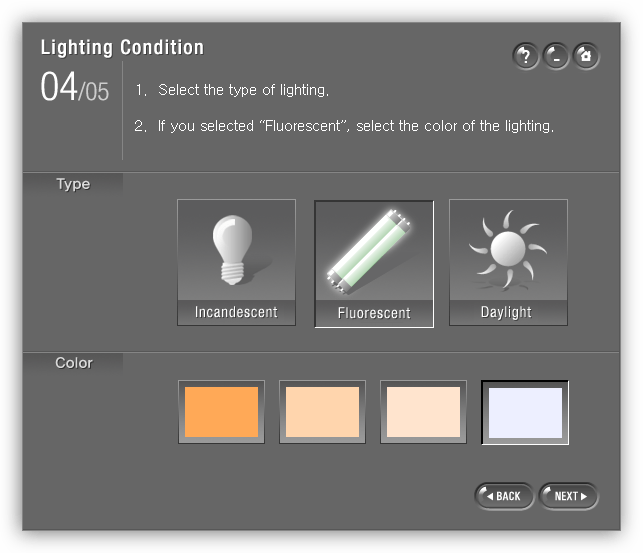 Lighting Condition
04/05
1. Select the type of lighting.
2. If you selected “Fluorescent”, select the color of the lighting.
?
Type
Incandescent
Fluorescent
Daylight
Color
BACK
NEXT